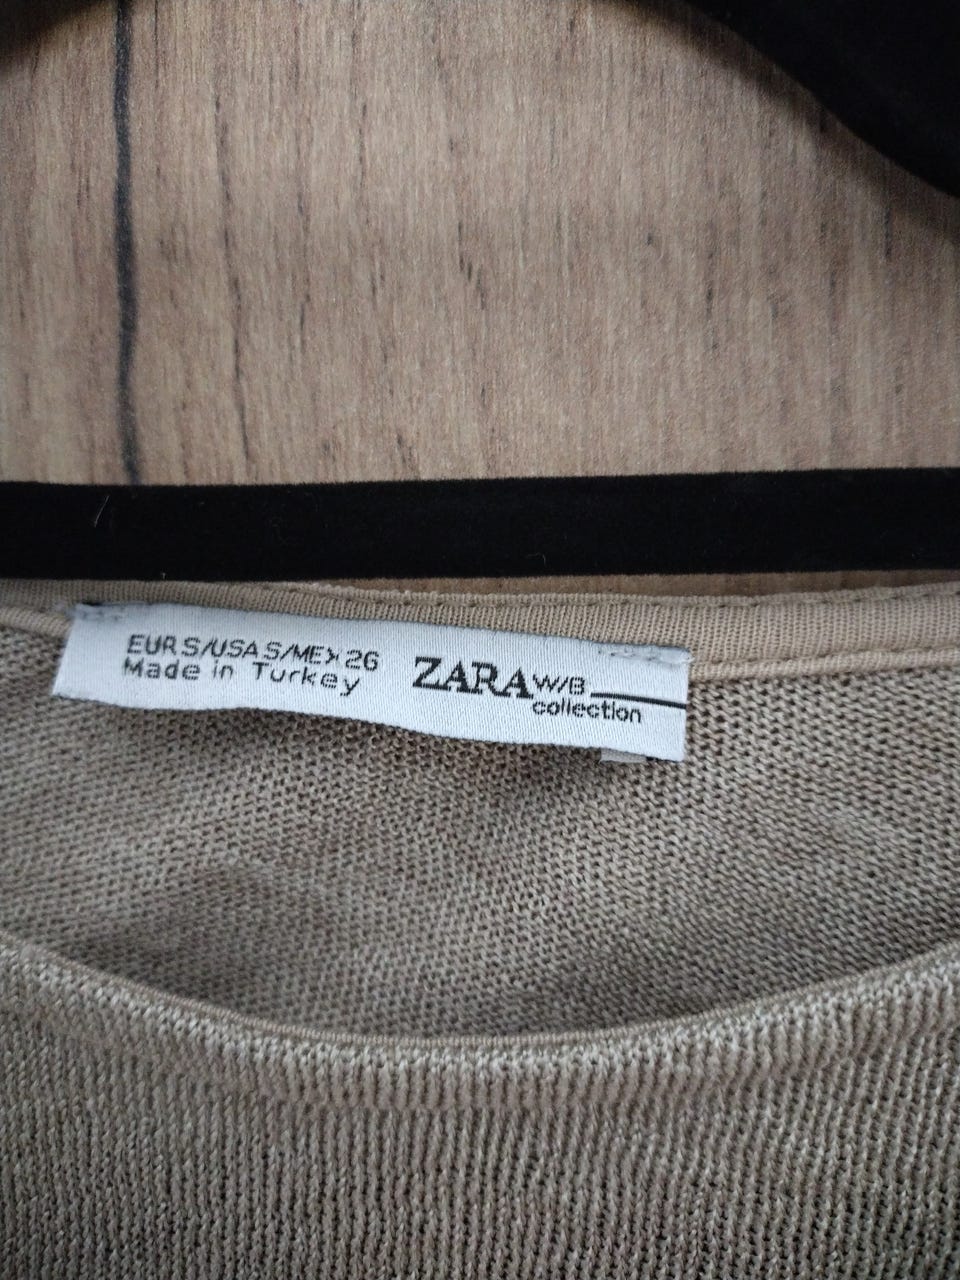 EUR S/USA S/MEX 26
Made in Turkey
ZARA W/B
collection